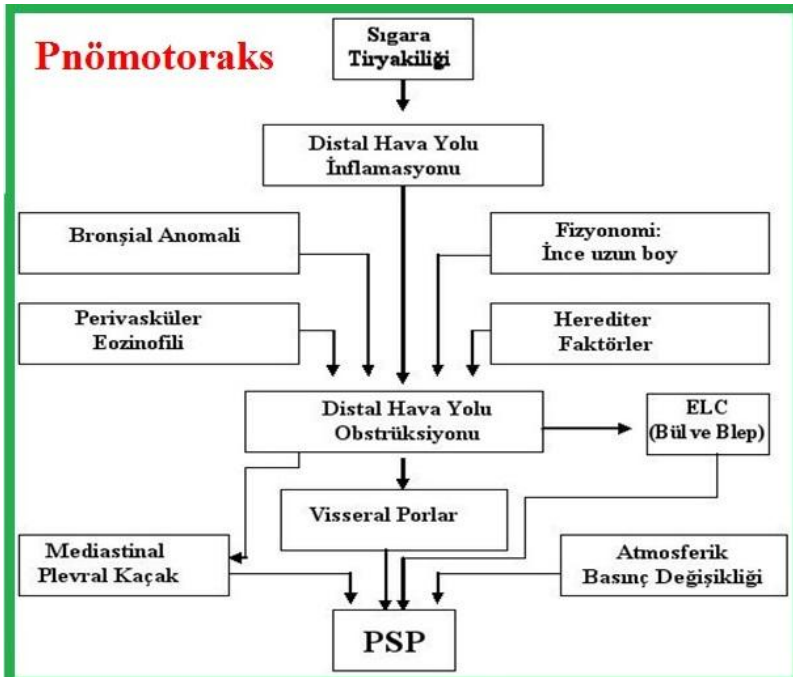 Pnömotoraks
Sıgara
Tiryakiliği
Distal Hava Yolu
İnflamasyonu
Bronşial Anomali
Fizyonomi:
İnce uzun boy
Perivasküler
Eozinofili
Herediter
Faktörler
Distal Hava Yolu
Obstrüksiyonu
ELC
(Bül ve Blep)
Visseral Porlar
Mediastinal
Plevral Kaçak
Atmosferik
Basınç Değişikliği
PSP